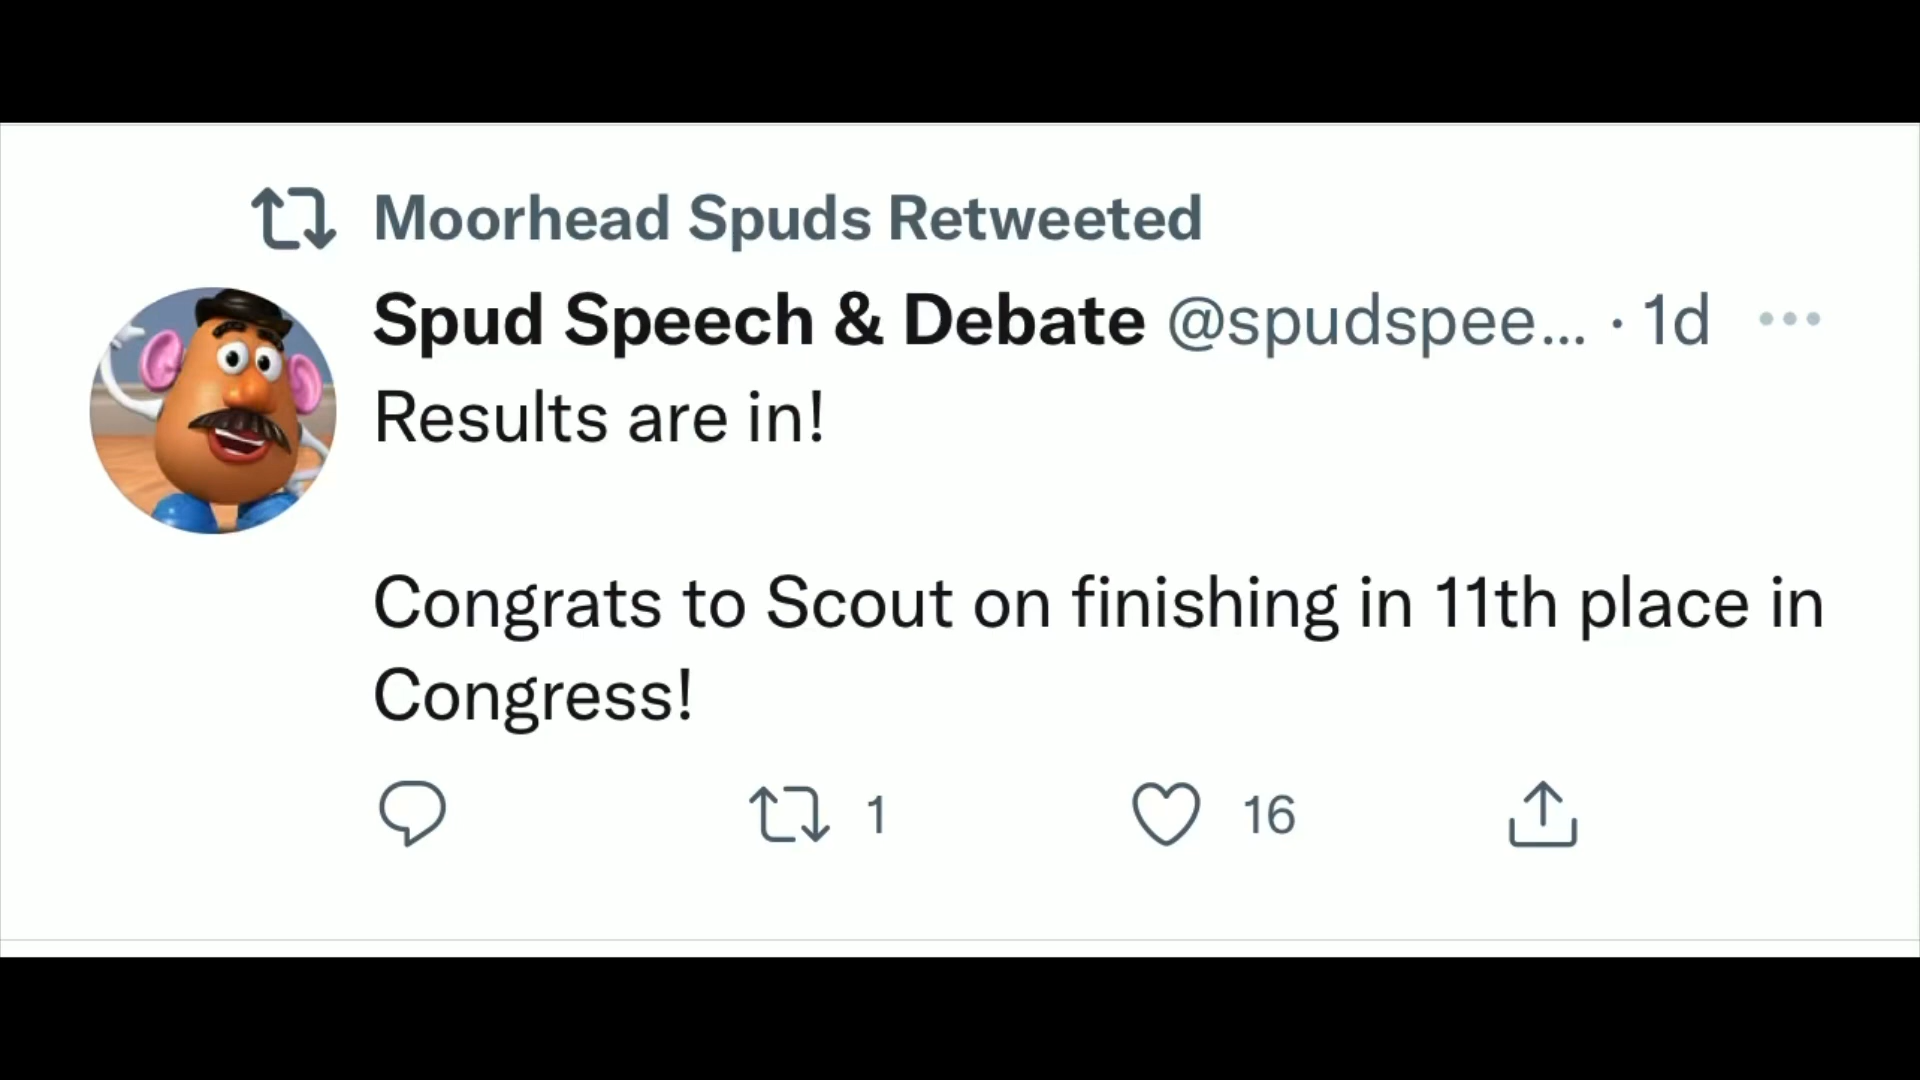 Moorhead Spuds Retweeted
Spud Speech & Debate @spudspee... · 1d
Results are in!
Congrats to Scout on finishing in 11th place in
Congress!
1 16